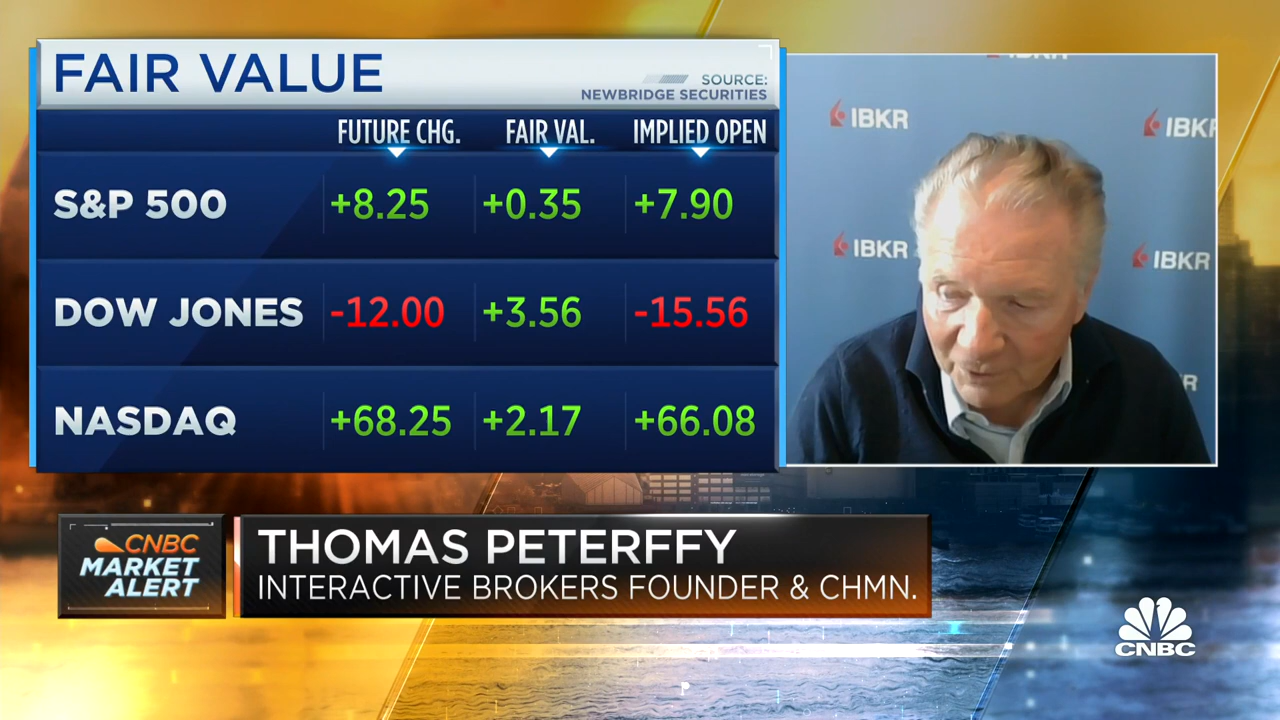 FAIR VALUE
SOURCE:
NEWBRIDGE SECURITIES
FUTURE CHG. FAIR VAL. IMPLIED OPEN
S&P 500 +8.25 +0.35 +7.90
DOW JONES -12.00 +3.56 -15.56
NASDAQ +68.25 +2.17 +66.08
IBKR
IBKR
IBKR
IBKR
IBKR
CNBC
MARKET
ALERT
THOMAS PETERFFY
INTERACTIVE BROKERS FOUNDER & CHMN.
CNBC